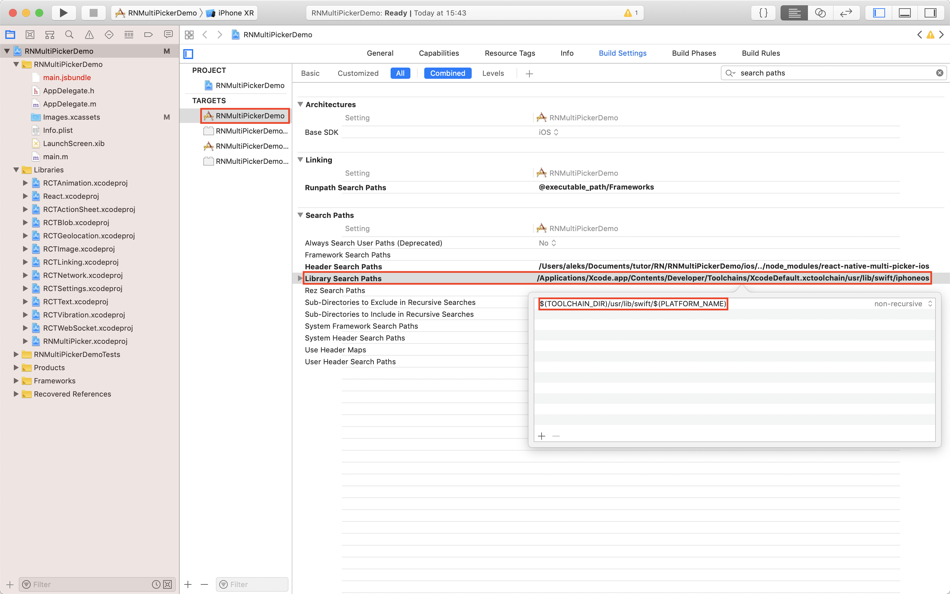 RNMultiPickerDemo 〉 iPhone XR
RNMultiPickerDemo: Ready | Today at 15:43
1
{ }
RNMultiPickerDemo M
RNMultiPickerDemo
main.jsbundle
AppDelegate.h
AppDelegate.m
Images.xcassets M
Info.plist
LaunchScreen.xib
main.m
Libraries
RCTAnimation.xcodeproj
React.xcodeproj
RCTActionSheet.xcodeproj
RCTBlob.xcodeproj
RCTGeolocation.xcodeproj
RCTImage.xcodeproj
RCTLinking.xcodeproj
RCTNetwork.xcodeproj
RCTSettings.xcodeproj
RCTText.xcodeproj
RCTVibration.xcodeproj
RCTWebSocket.xcodeproj
RNMultiPicker.xcodeproj
RNMultiPickerDemoTests
Products
Frameworks
Recovered References
Filter
RNMultiPickerDemo
General Capabilities Resource Tags Info Build Settings Build Phases Build Rules
PROJECT
RNMultiPickerDemo
TARGETS
RNMultiPickerDemo
RNMultiPickerDemo...
RNMultiPickerDemo...
RNMultiPickerDemo...
Filter
Basic Customized All Combined Levels + search paths
Architectures
Setting RNMultiPickerDemo
Base SDK iOS
Linking
Setting RNMultiPickerDemo
Runpath Search Paths @executable_path/Frameworks
Search Paths
Setting RNMultiPickerDemo
Always Search User Paths (Deprecated) No
Framework Search Paths
Header Search Paths /Users/aleks/Documents/tutor/RN/RNMultiPickerDemo/ios/../node_modules/react-native-multi-picker-ios
Library Search Paths /Applications/Xcode.app/Contents/Developer/Toolchains/XcodeDefault.xctoolchain/usr/lib/swift/iphoneos
Rez Search Paths
Sub-Directories to Exclude in Recursive Searches
Sub-Directories to Include in Recursive Searches
System Framework Search Paths
System Header Search Paths
Use Header Maps
User Header Search Paths
$(TOOLCHAIN_DIR)/usr/lib/swift/$(PLATFORM_NAME) non-recursive